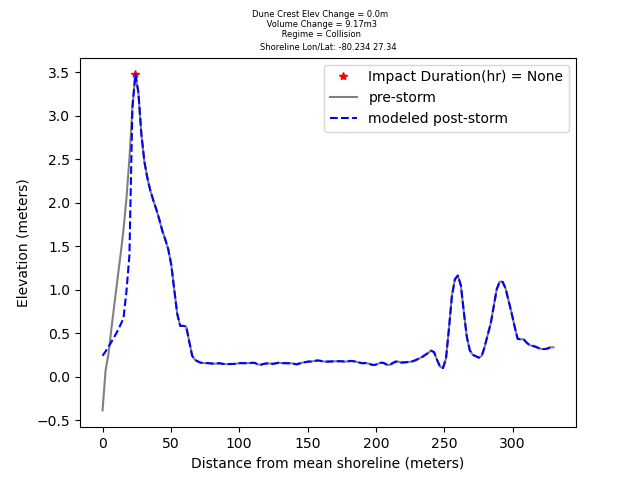 Dune Crest Elev Change = 0.0m
Volume Change = 9.17m3
Regime = Collision
Shoreline Lon/Lat: -80.234 27.34
Impact Duration(hr) = None
pre-storm
modeled post-storm
Elevation (meters)
3.5
3.0
2.5
2.0
1.5
1.0
0.5
0.0
−0.5
0 50 100 150 200 250 300
Distance from mean shoreline (meters)